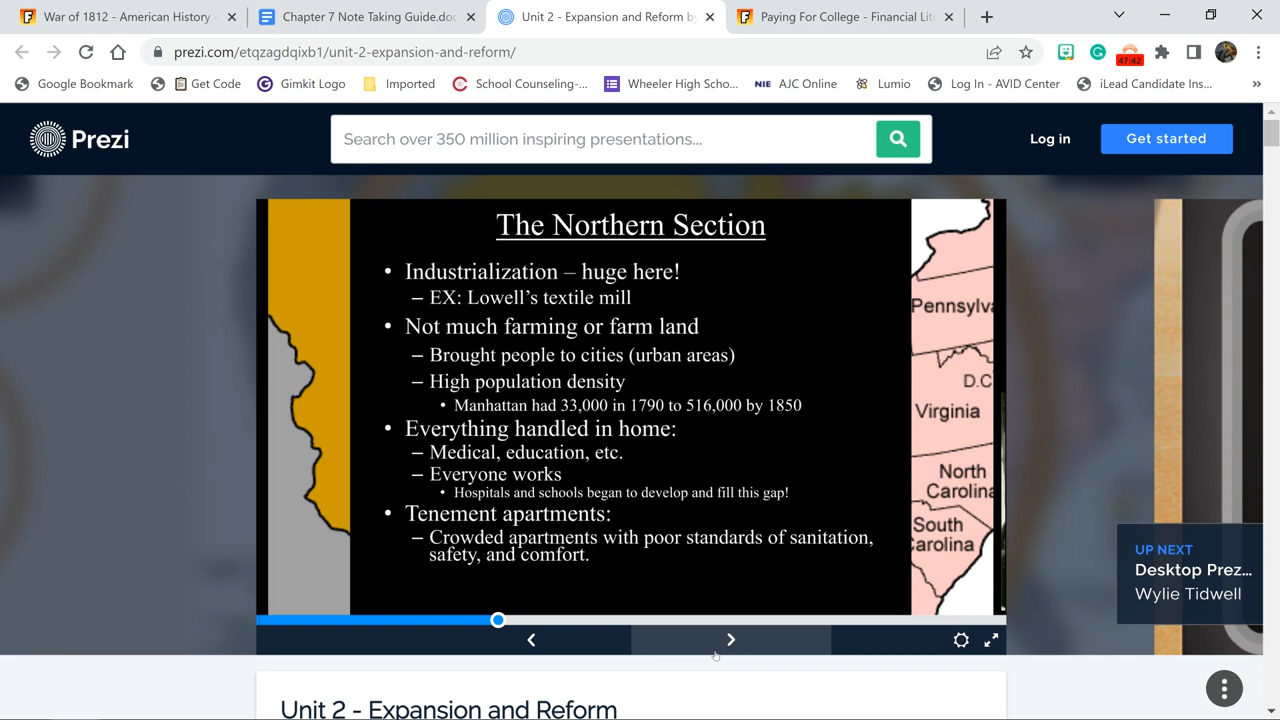 War of 1812 - American History -
Chapter 7 Note Taking Guide.doc
Unit 2 - Expansion and Reform by
Paying For College - Financial Lit
prezi.com/etqzagdqixb1/unit-2-expansion-and-reform/
47:42
Google Bookmark
Get Code
Gimkit Logo
Imported
School Counseling-...
Wheeler High Scho...
NIE AJC Online
Lumio
Log In - AVID Center
iLead Candidate Ins...
»
Prezi
Search over 350 million inspiring presentations...
Log in
Get started
The Northern Section
• Industrialization – huge here!
– EX: Lowell's textile mill
• Not much farming or farm land
– Brought people to cities (urban areas)
– High population density
• Manhattan had 33,000 in 1790 to 516,000 by 1850
• Everything handled in home:
– Medical, education, etc.
– Everyone works
• Hospitals and schools began to develop and fill this gap!
• Tenement apartments:
– Crowded apartments with poor standards of sanitation,
safety, and comfort.
Pennsylva
D.C
Virginia
North
Carolina
South
Carolina
UP NEXT
Desktop Prez...
Wylie Tidwell
Unit 2 - Expansion and Reform